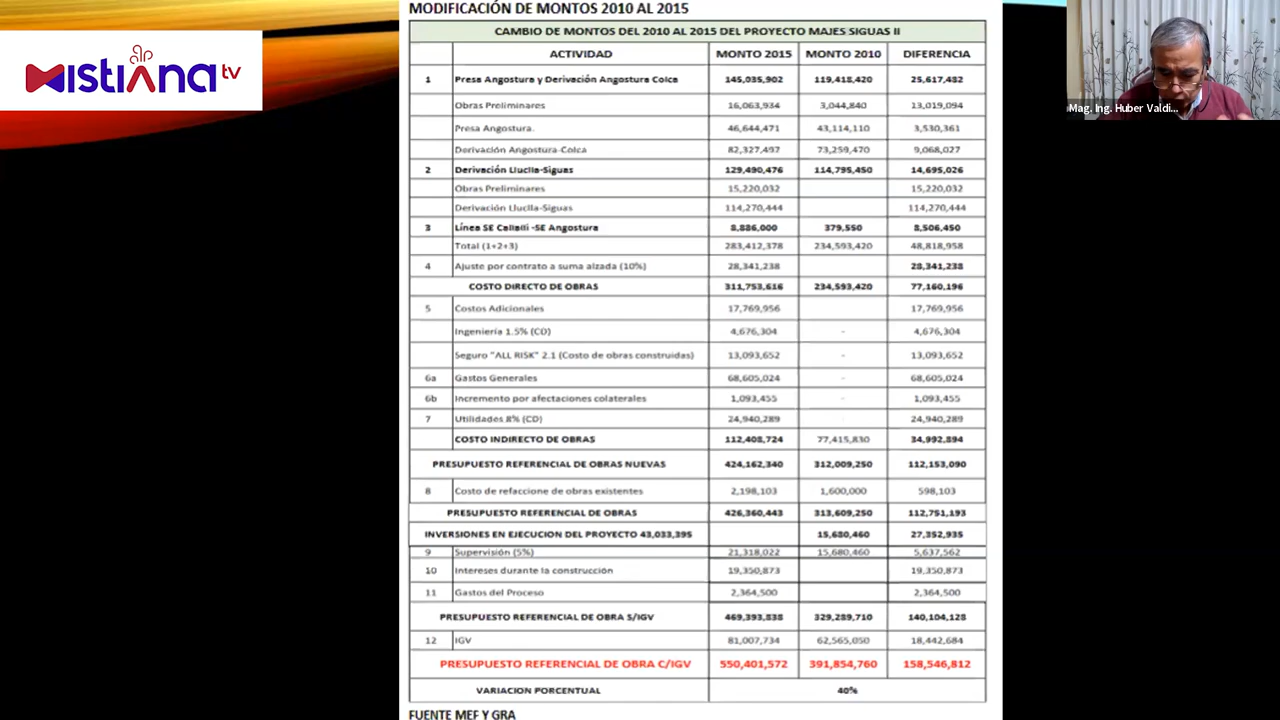 MODIFICACIÓN DE MONTOS 2010 AL 2015
mistiana tv
Mag. Ing. Huber Valdi...
CAMBIO DE MONTOS DEL 2010 AL 2015 DEL PROYECTO MAJES SIGUAS II
ACTIVIDAD MONTO 2015 MONTO 2010 DIFERENCIA
1 Presa Angostura y Derivación Angostura Colca 145,035,902 119,418,420 25,617,482
Obras Preliminares 16,063,934 3,044,840 13,019,094
Presa Angostura. 46,644,471 43,114,110 3,530,361
Derivación Angostura-Colca 82,327,497 73,259,470 9,068,027
2 Derivación Lluclla-Siguas 129,490,476 114,795,450 14,695,026
Obras Preliminares 15,220,032 15,220,032
Derivación Lluclla-Siguas 114,270,444 114,270,444
3 Línea SE Callalli -SE Angostura 8,886,000 379,550 8,506,450
Total (1+2+3) 283,412,378 234,593,420 48,818,958
4 Ajuste por contrato a suma alzada (10%) 28,341,238 28,341,238
COSTO DIRECTO DE OBRAS 311,753,616 234,593,420 77,160,196
5 Costos Adicionales 17,769,956 17,769,956
Ingeniería 1.5% (CD) 4,676,304 - 4,676,304
Seguro "ALL RISK" 2.1 (Costo de obras construidas) 13,093,652 - 13,093,652
6a Gastos Generales 68,605,024 - 68,605,024
6b Incremento por afectaciones colaterales 1,093,455 - 1,093,455
7 Utilidades 8% (CD) 24,940,289 24,940,289
COSTO INDIRECTO DE OBRAS 112,408,724 77,415,830 34,992,894
PRESUPUESTO REFERENCIAL DE OBRAS NUEVAS 424,162,340 312,009,250 112,153,090
8 Costo de refaccione de obras existentes 2,198,103 1,600,000 598,103
PRESUPUESTO REFERENCIAL DE OBRAS 426,360,443 313,609,250 112,751,193
INVERSIONES EN EJECUCION DEL PROYECTO 43,033,395 15,680,460 27,352,935
9 Supervisión (5%) 21,318,022 15,680,460 5,637,562
10 Intereses durante la construcción 19,350,873 19,350,873
11 Gastos del Proceso 2,364,500 2,364,500
PRESUPUESTO REFERENCIAL DE OBRA S/IGV 469,393,838 329,289,710 140,104,128
12 IGV 81,007,734 62,565,050 18,442,684
PRESUPUESTO REFERENCIAL DE OBRA C/IGV 550,401,572 391,854,760 158,546,812
VARIACION PORCENTUAL 40%
FUENTE MEF Y GRA